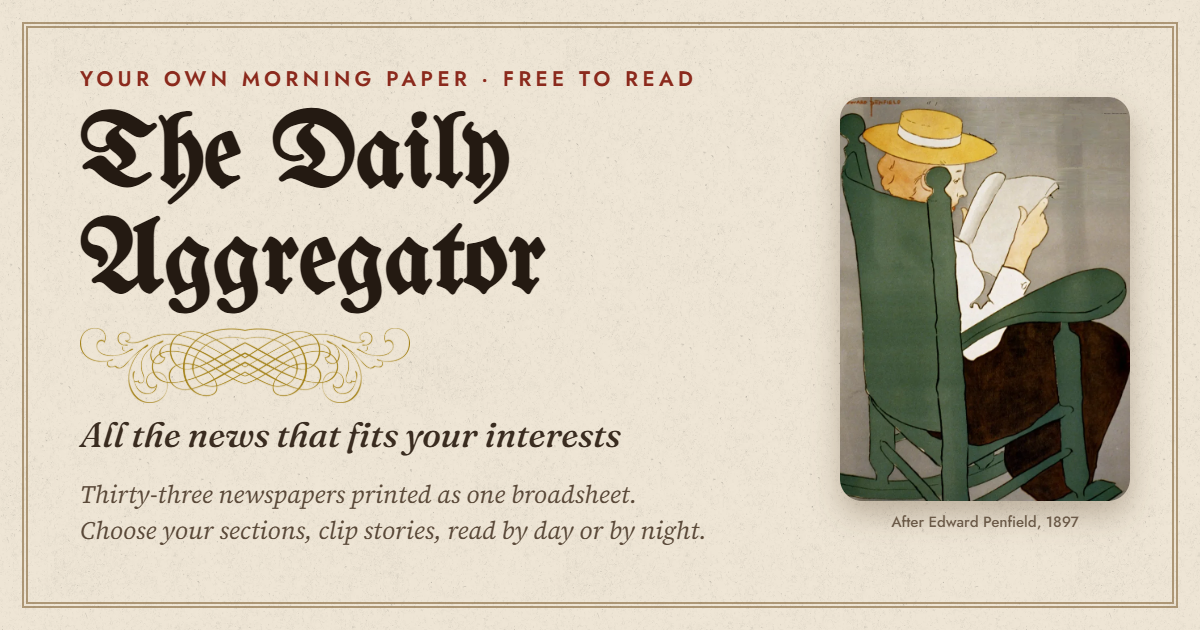 YOUR OWN MORNING PAPER · FREE TO READ
The Daily
Aggregator
All the news that fits your interests
Thirty-three newspapers printed as one broadsheet.
Choose your sections, clip stories, read by day or by night.
After Edward Penfield, 1897